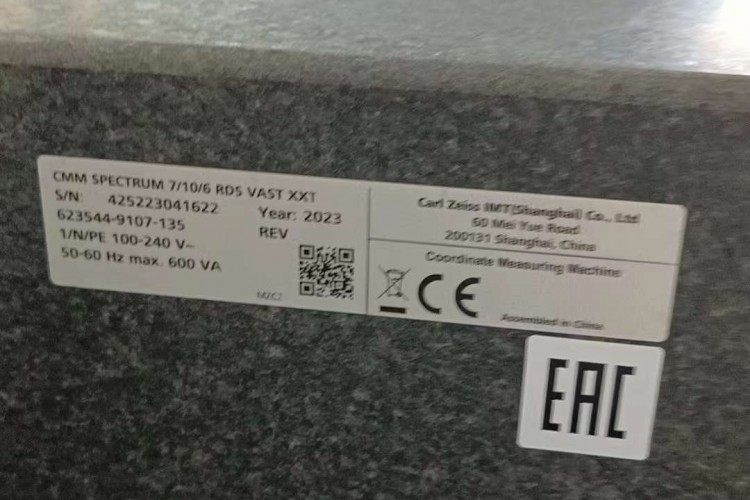 CMM SPECTRUM 7/10/6 RDS VAST XXT
S/N: 425223041622 Year: 2023
623544-9107-135 REV
1/N/PE 100-240 V~
50-60 Hz max. 600 VA
MZC7
Carl Zeiss IMT(Shanghai) Co., Ltd
60 Mei Yue Road
200131 Shanghai, China
Coordinate Measuring Machine
CE
Assembled in China
EAC